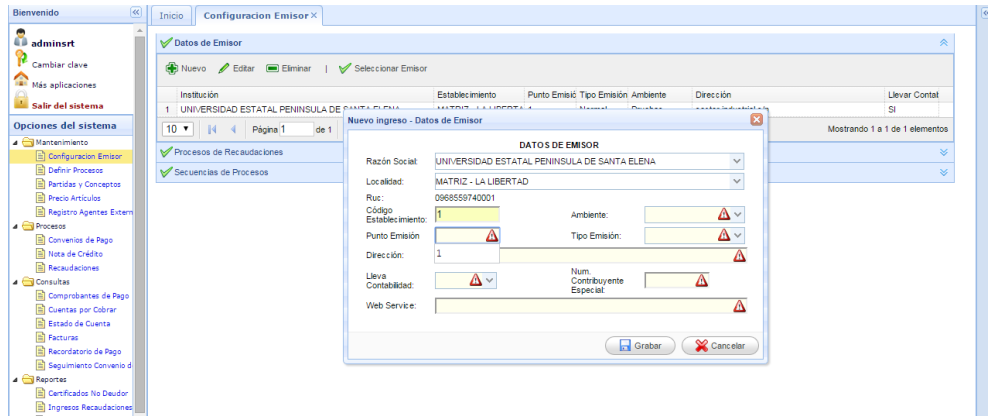 Bienvenido
Inicio
Configuracion Emisor
adminsrt
Cambiar clave
Más aplicaciones
Salir del sistema
Opciones del sistema
Mantenimiento
Configuracion Emisor
Definir Procesos
Partidas y Conceptos
Precio Artículos
Registro Agentes Extern
Procesos
Convenios de Pago
Nota de Crédito
Recaudaciones
Consultas
Comprobantes de Pago
Cuentas por Cobrar
Estado de Cuenta
Facturas
Recordatorio de Pago
Seguimiento Convenio d
Reportes
Certificados No Deudor
Ingresos Recaudaciones
Datos de Emisor
Nuevo Editar Eliminar | Seleccionar Emisor
Institución Establecimiento Punto Emisió Tipo Emisión Ambiente Dirección Llevar Contab
1 UNIVERSIDAD ESTATAL PENINSULA DE SANTA ELENA MATRIZ - LA LIBERTA 1 Normal Pruebas SI
10 Página 1 de 1 Mostrando 1 a 1 de 1 elementos
Procesos de Recaudaciones
Secuencias de Procesos
Nuevo ingreso - Datos de Emisor
DATOS DE EMISOR
Razón Social: UNIVERSIDAD ESTATAL PENINSULA DE SANTA ELENA
Localidad: MATRIZ - LA LIBERTAD
Ruc: 0968559740001
Código Establecimiento: 1 Ambiente:
Punto Emisión Tipo Emisión:
1
Dirección:
Lleva Contabilidad: Num. Contribuyente Especial:
Web Service:
Grabar Cancelar